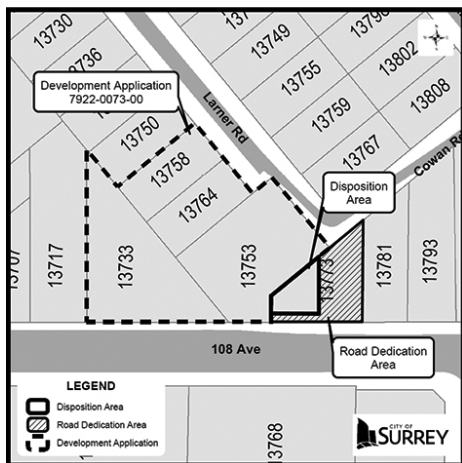 13730
13736
13749
13796
13802
13755
13808
Development Application
7922-0073-00
Larner Rd
13750
13759
13758
13767
Cowan Rd
13764
Disposition
Area
13717
13733
13753
13773
13781
13793
108 Ave
Road Dedication
Area
LEGEND
Disposition Area
Road Dedication Area
Development Application
13768
CITY OF
SURREY